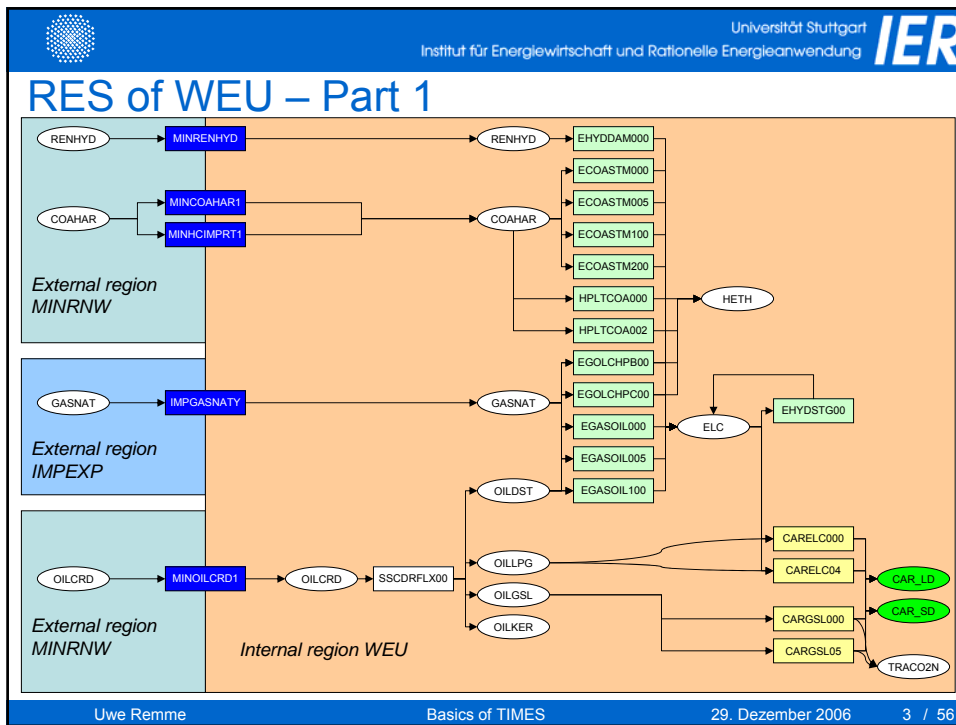 Universität Stuttgart
Institut für Energiewirtschaft und Rationelle Energieanwendung
IER
RES of WEU – Part 1
RENHYD
MINRENHYD
RENHYD
EHYDDAM000
ECOASTM000
MINCOAHAR1
ECOASTM005
COAHAR
COAHAR
MINHCIMPRT1
ECOASTM100
ECOASTM200
External region
MINRNW
HPLTCOA000
HETH
HPLTCOA002
EGOLCHPB00
GASNAT
IMPGASNATY
GASNAT
EGOLCHPC00
EHYDSTG00
EGASOIL000
ELC
External region
IMPEXP
EGASOIL005
OILDST
EGASOIL100
CARELC000
OILLPG
CARELC04
OILCRD
MINOILCRD1
OILCRD
SSCDRFLX00
CAR_LD
OILGSL
CAR_SD
CARGSL000
OILKER
External region
MINRNW
Internal region WEU
CARGSL05
TRACO2N
Uwe Remme
Basics of TIMES
29. Dezember 2006
3 / 56